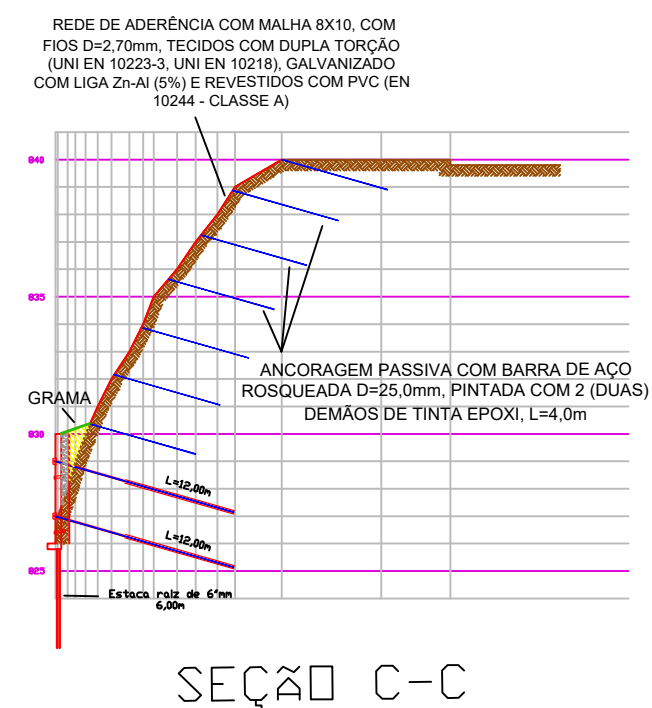 REDE DE ADERÊNCIA COM MALHA 8X10, COM
FIOS D=2,70mm, TECIDOS COM DUPLA TORÇÃO
(UNI EN 10223-3, UNI EN 10218), GALVANIZADO
COM LIGA Zn-Al (5%) E REVESTIDOS COM PVC (EN
10244 - CLASSE A)
840
835
ANCORAGEM PASSIVA COM BARRA DE AÇO
ROSQUEADA D=25,0mm, PINTADA COM 2 (DUAS)
DEMÃOS DE TINTA EPOXI, L=4,0m
GRAMA
830
L=12,00m
L=12,00m
825
Estaca raiz de 6"mm
6,00m
SEÇÃO C-C